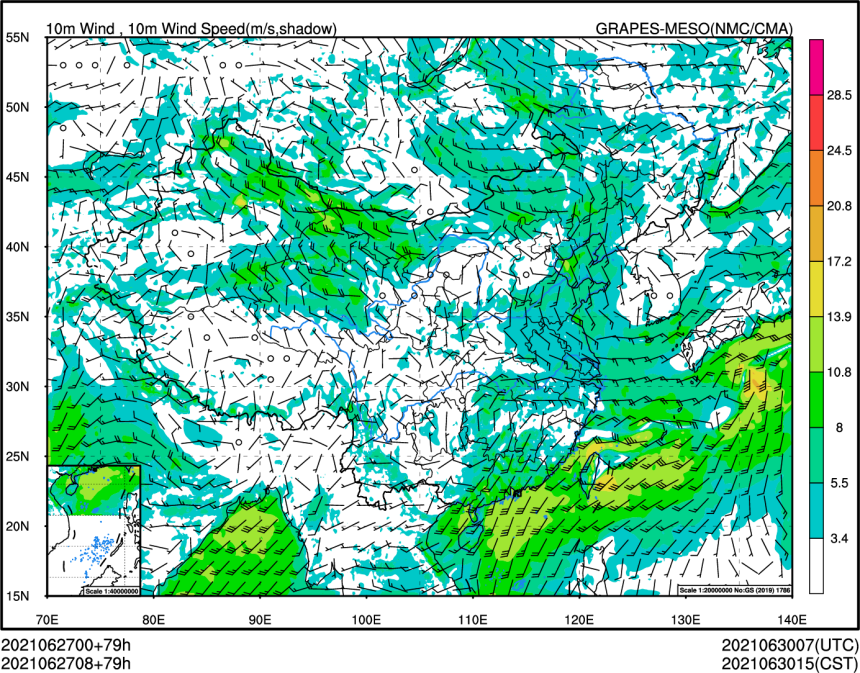 10m Wind , 10m Wind Speed(m/s,shadow) GRAPES-MESO(NMC/CMA)
55N
50N
45N
40N
35N
30N
25N
20N
15N
28.5
24.5
20.8
17.2
13.9
10.8
8
5.5
3.4
Scale 1:40000000
Scale 1:20000000 No:GS (2019) 1786
70E 80E 90E 100E 110E 120E 130E 140E
2021062700+79h 2021063007(UTC)
2021062708+79h 2021063015(CST)